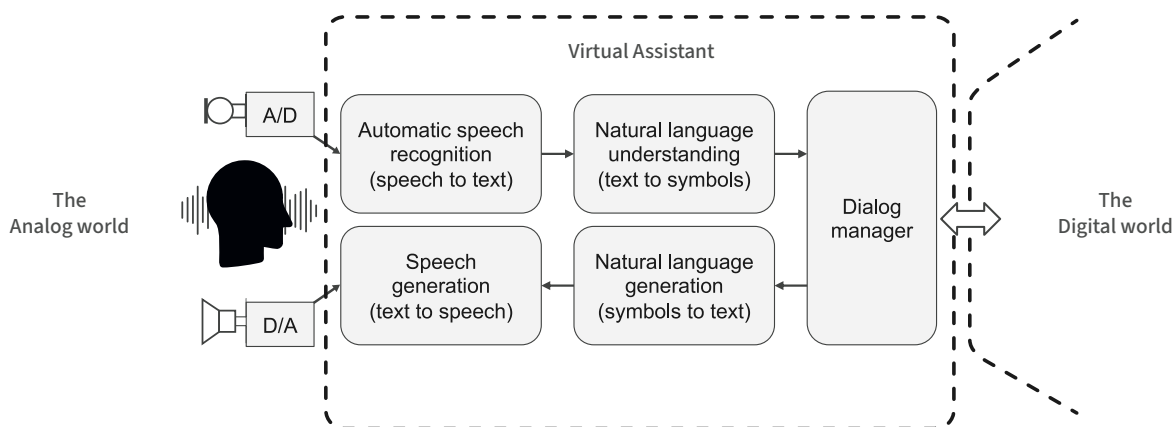 Virtual Assistant
A/D
Automatic speech
recognition
(speech to text)
Natural language
understanding
(text to symbols)
The
Analog world
Dialog
manager
The
Digital world
D/A
Speech
generation
(text to speech)
Natural language
generation
(symbols to text)